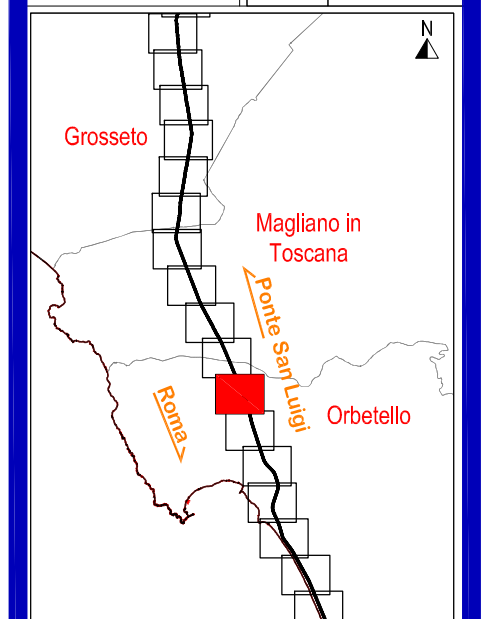 N
Grosseto
Magliano in
Toscana
Ponte San Luigi
Roma
Orbetello